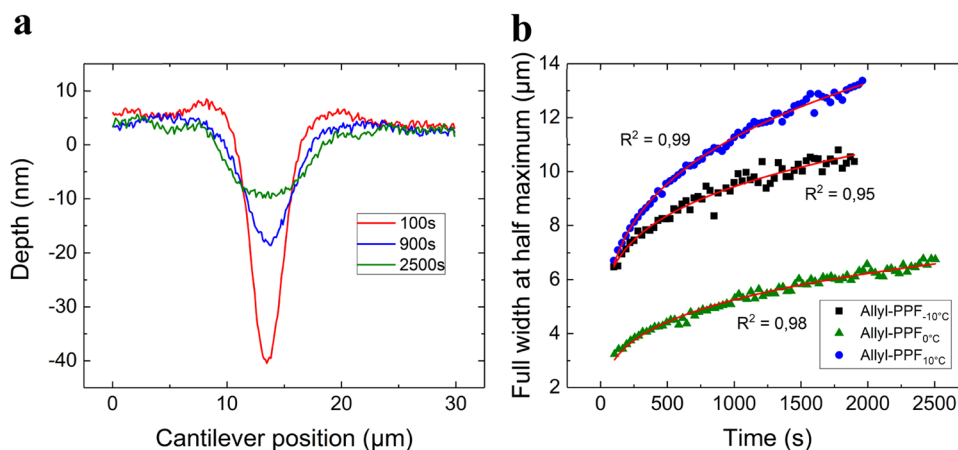 a
Depth (nm)
10
0
-10
-20
-30
-40
100s
900s
2500s
0
10
20
30
Cantilever position (µm)
b
Full width at half maximum (µm)
14
12
10
8
6
4
2
R² = 0,99
R² = 0,95
R² = 0,98
Allyl-PPF-10°C
Allyl-PPF0°C
Allyl-PPF10°C
0
500
1000
1500
2000
2500
Time (s)